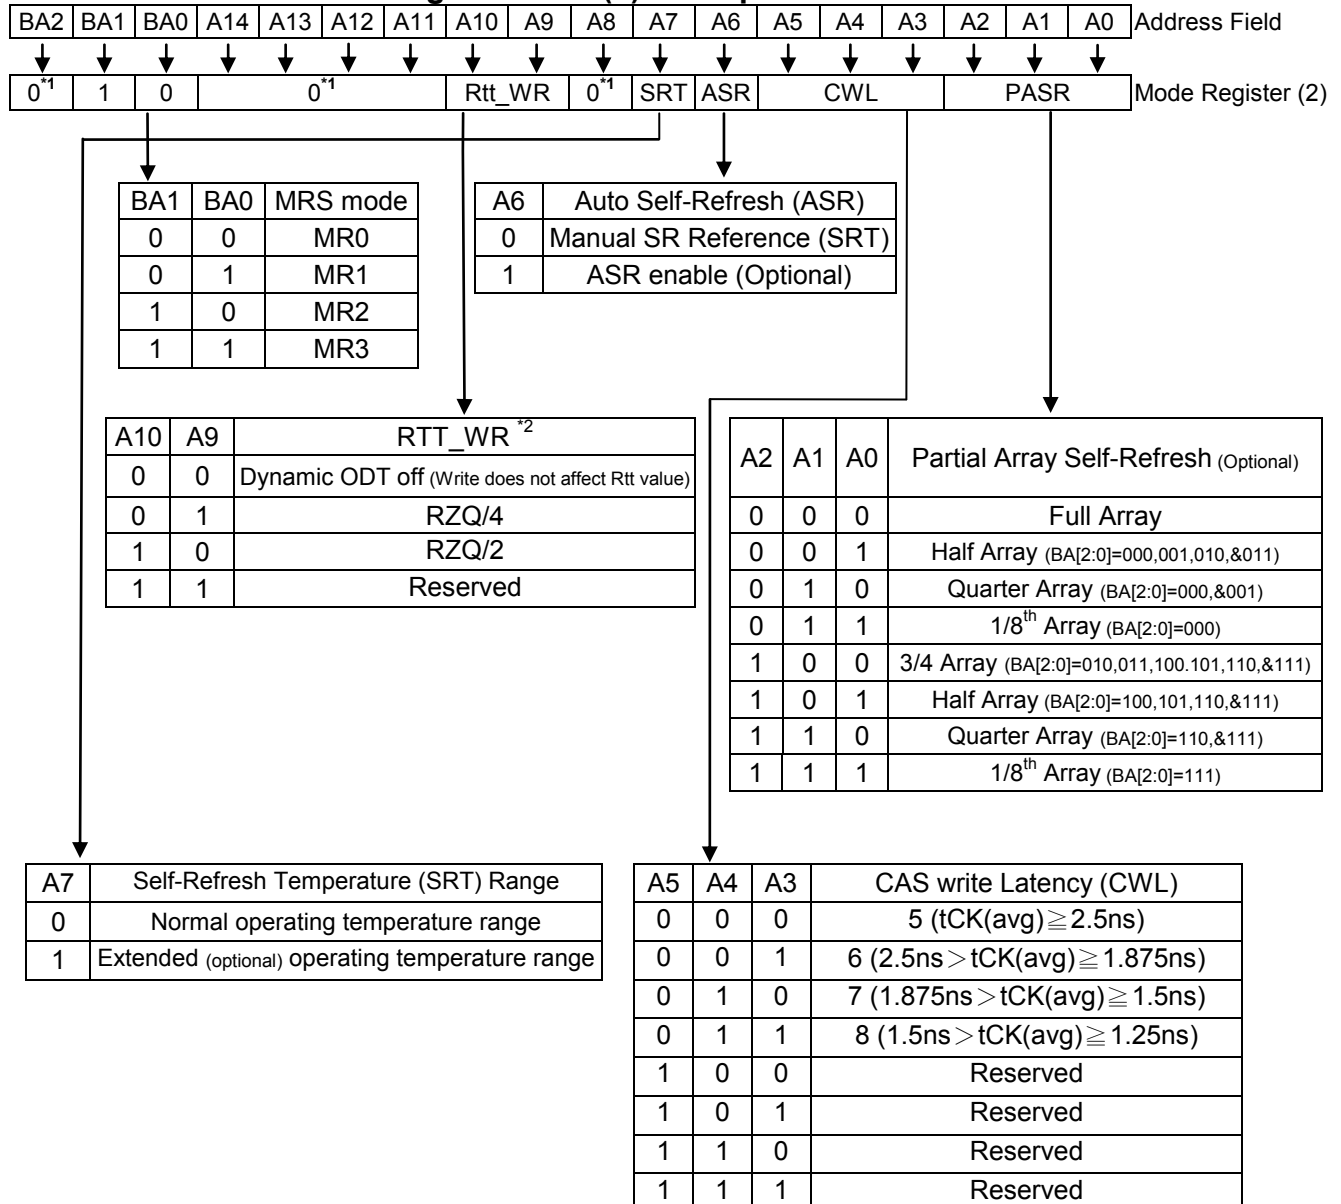 BA2 BA1 BA0 A14 A13 A12 A11 A10 A9 A8 A7 A6 A5 A4 A3 A2 A1 A0 Address Field
0*1 1 0 0*1 Rtt_WR 0*1 SRT ASR CWL PASR Mode Register (2)
BA1 BA0 MRS mode
0 0 MR0
0 1 MR1
1 0 MR2
1 1 MR3
A6 Auto Self-Refresh (ASR)
0 Manual SR Reference (SRT)
1 ASR enable (Optional)
A10 A9 RTT_WR *2
0 0 Dynamic ODT off (Write does not affect Rtt value)
0 1 RZQ/4
1 0 RZQ/2
1 1 Reserved
A2 A1 A0 Partial Array Self-Refresh (Optional)
0 0 0 Full Array
0 0 1 Half Array (BA[2:0]=000,001,010,&011)
0 1 0 Quarter Array (BA[2:0]=000,&001)
0 1 1 1/8th Array (BA[2:0]=000)
1 0 0 3/4 Array (BA[2:0]=010,011,100.101,110,&111)
1 0 1 Half Array (BA[2:0]=100,101,110,&111)
1 1 0 Quarter Array (BA[2:0]=110,&111)
1 1 1 1/8th Array (BA[2:0]=111)
A7 Self-Refresh Temperature (SRT) Range
0 Normal operating temperature range
1 Extended (optional) operating temperature range
A5 A4 A3 CAS write Latency (CWL)
0 0 0 5 (tCK(avg)≧2.5ns)
0 0 1 6 (2.5ns>tCK(avg)≧1.875ns)
0 1 0 7 (1.875ns>tCK(avg)≧1.5ns)
0 1 1 8 (1.5ns>tCK(avg)≧1.25ns)
1 0 0 Reserved
1 0 1 Reserved
1 1 0 Reserved
1 1 1 Reserved